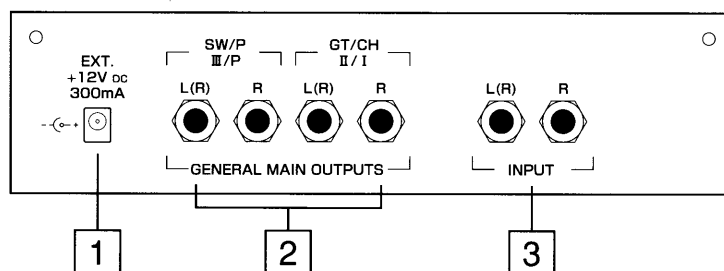 EXT.
+12V DC
300mA
SW/P
Ⅲ/P
GT/CH
Ⅱ/Ⅰ
L(R)
R
L(R)
R
GENERAL MAIN OUTPUTS
L(R)
R
INPUT
1
2
3